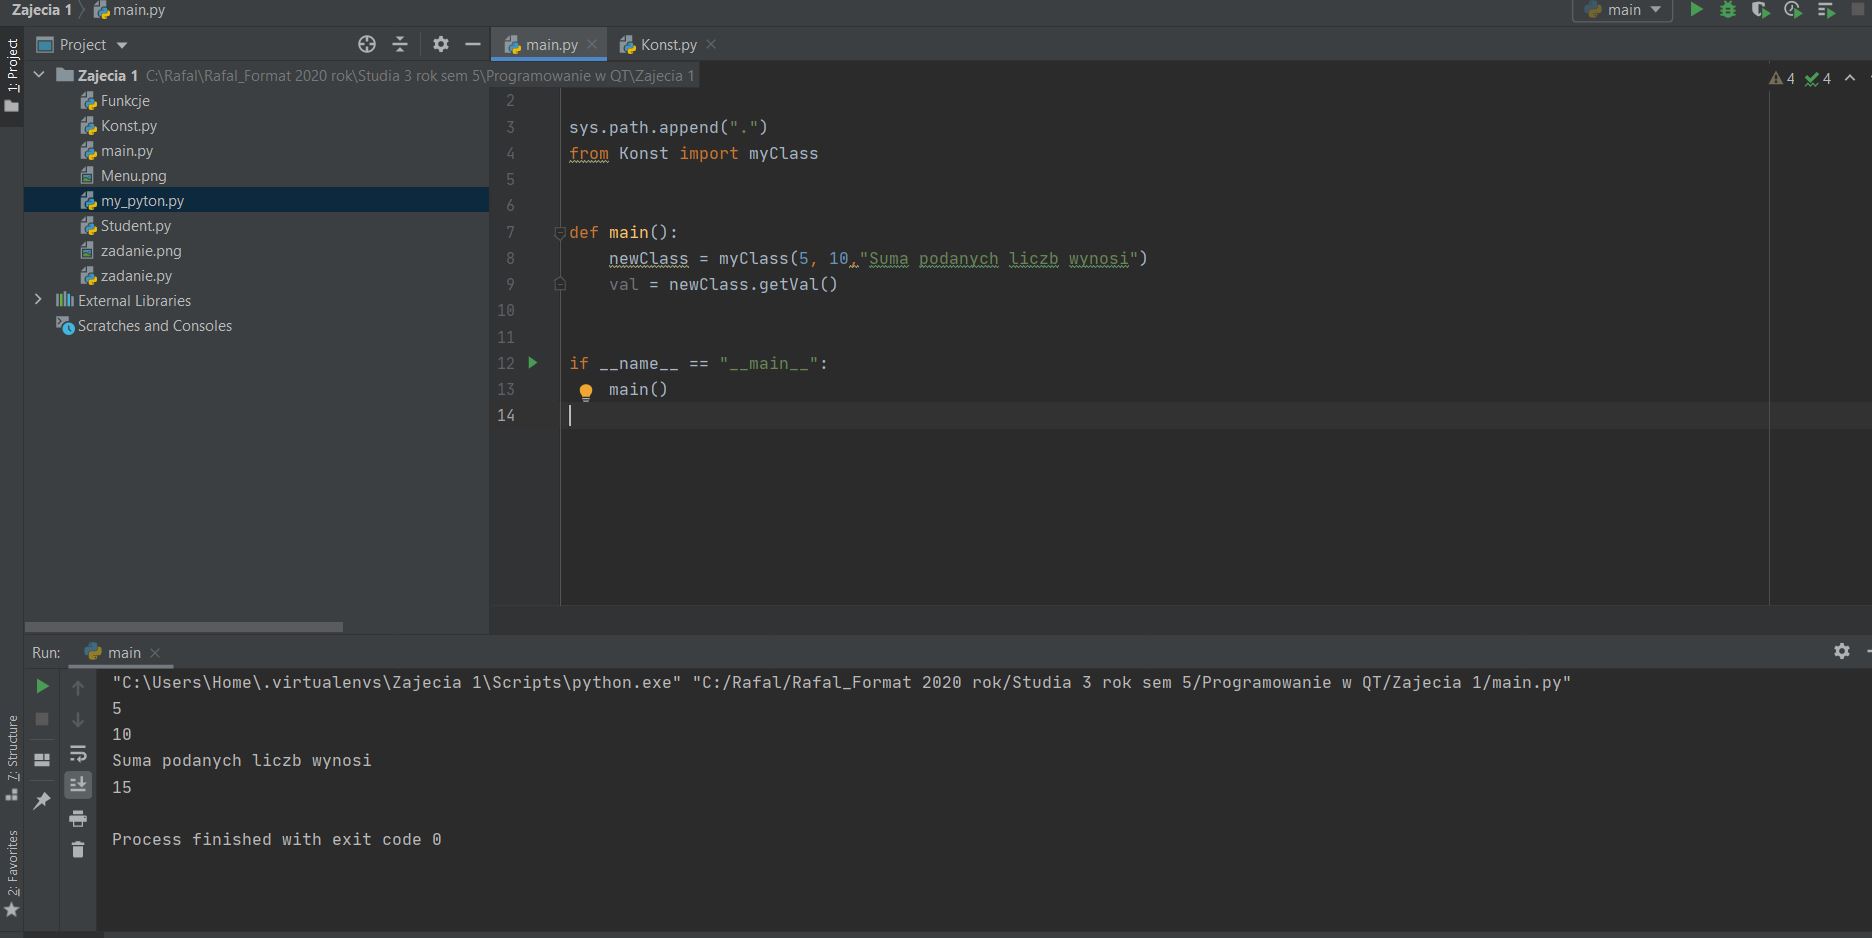 Zajecia 1 main.py
main
Project
main.py
Konst.py
1: Project
Zajecia 1 C:\Rafal\Rafal_Format 2020 rok\Studia 3 rok sem 5\Programowanie w QT\Zajecia 1
4 4
Funkcje
Konst.py
main.py
Menu.png
my_pyton.py
Student.py
zadanie.png
zadanie.py
External Libraries
Scratches and Consoles
2
3 sys.path.append(".")
4 from Konst import myClass
5
6
7 def main():
8 newClass = myClass(5, 10,"Suma podanych liczb wynosi")
9 val = newClass.getVal()
10
11
12 if __name__ == "__main__":
13 main()
14
Run: main
"C:\Users\Home\.virtualenvs\Zajecia 1\Scripts\python.exe" "C:/Rafal/Rafal_Format 2020 rok/Studia 3 rok sem 5/Programowanie w QT/Zajecia 1/main.py"
5
10
Suma podanych liczb wynosi
15
Process finished with exit code 0
7: Structure
2: Favorites